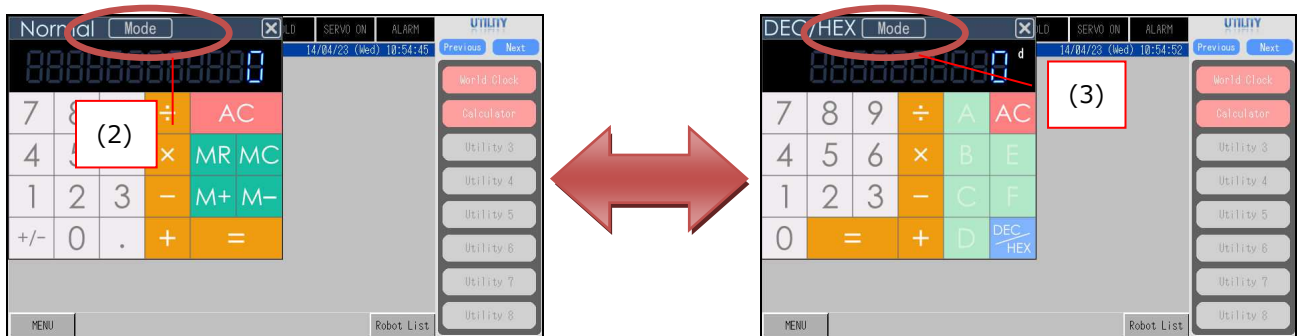 Normal Mode X LD SERVO ON ALARM UTILITY
14/04/23 (Wed) 10:54:45 Previous Next
0
World Clock
7 ÷ AC Calculator
(2)
4 × MR MC Utility 3
Utility 4
1 2 3 − M+ M− Utility 5
+/- 0 . + = Utility 6
Utility 7
Utility 8
MENU Robot List
DEC/HEX Mode X LD SERVO ON ALARM UTILITY
14/04/23 (Wed) 10:54:52 Previous Next
0 d
World Clock
(3)
7 8 9 ÷ A AC Calculator
4 5 6 × B E Utility 3
Utility 4
1 2 3 − C F Utility 5
0 = + D DEC/HEX Utility 6
Utility 7
Utility 8
MENU Robot List